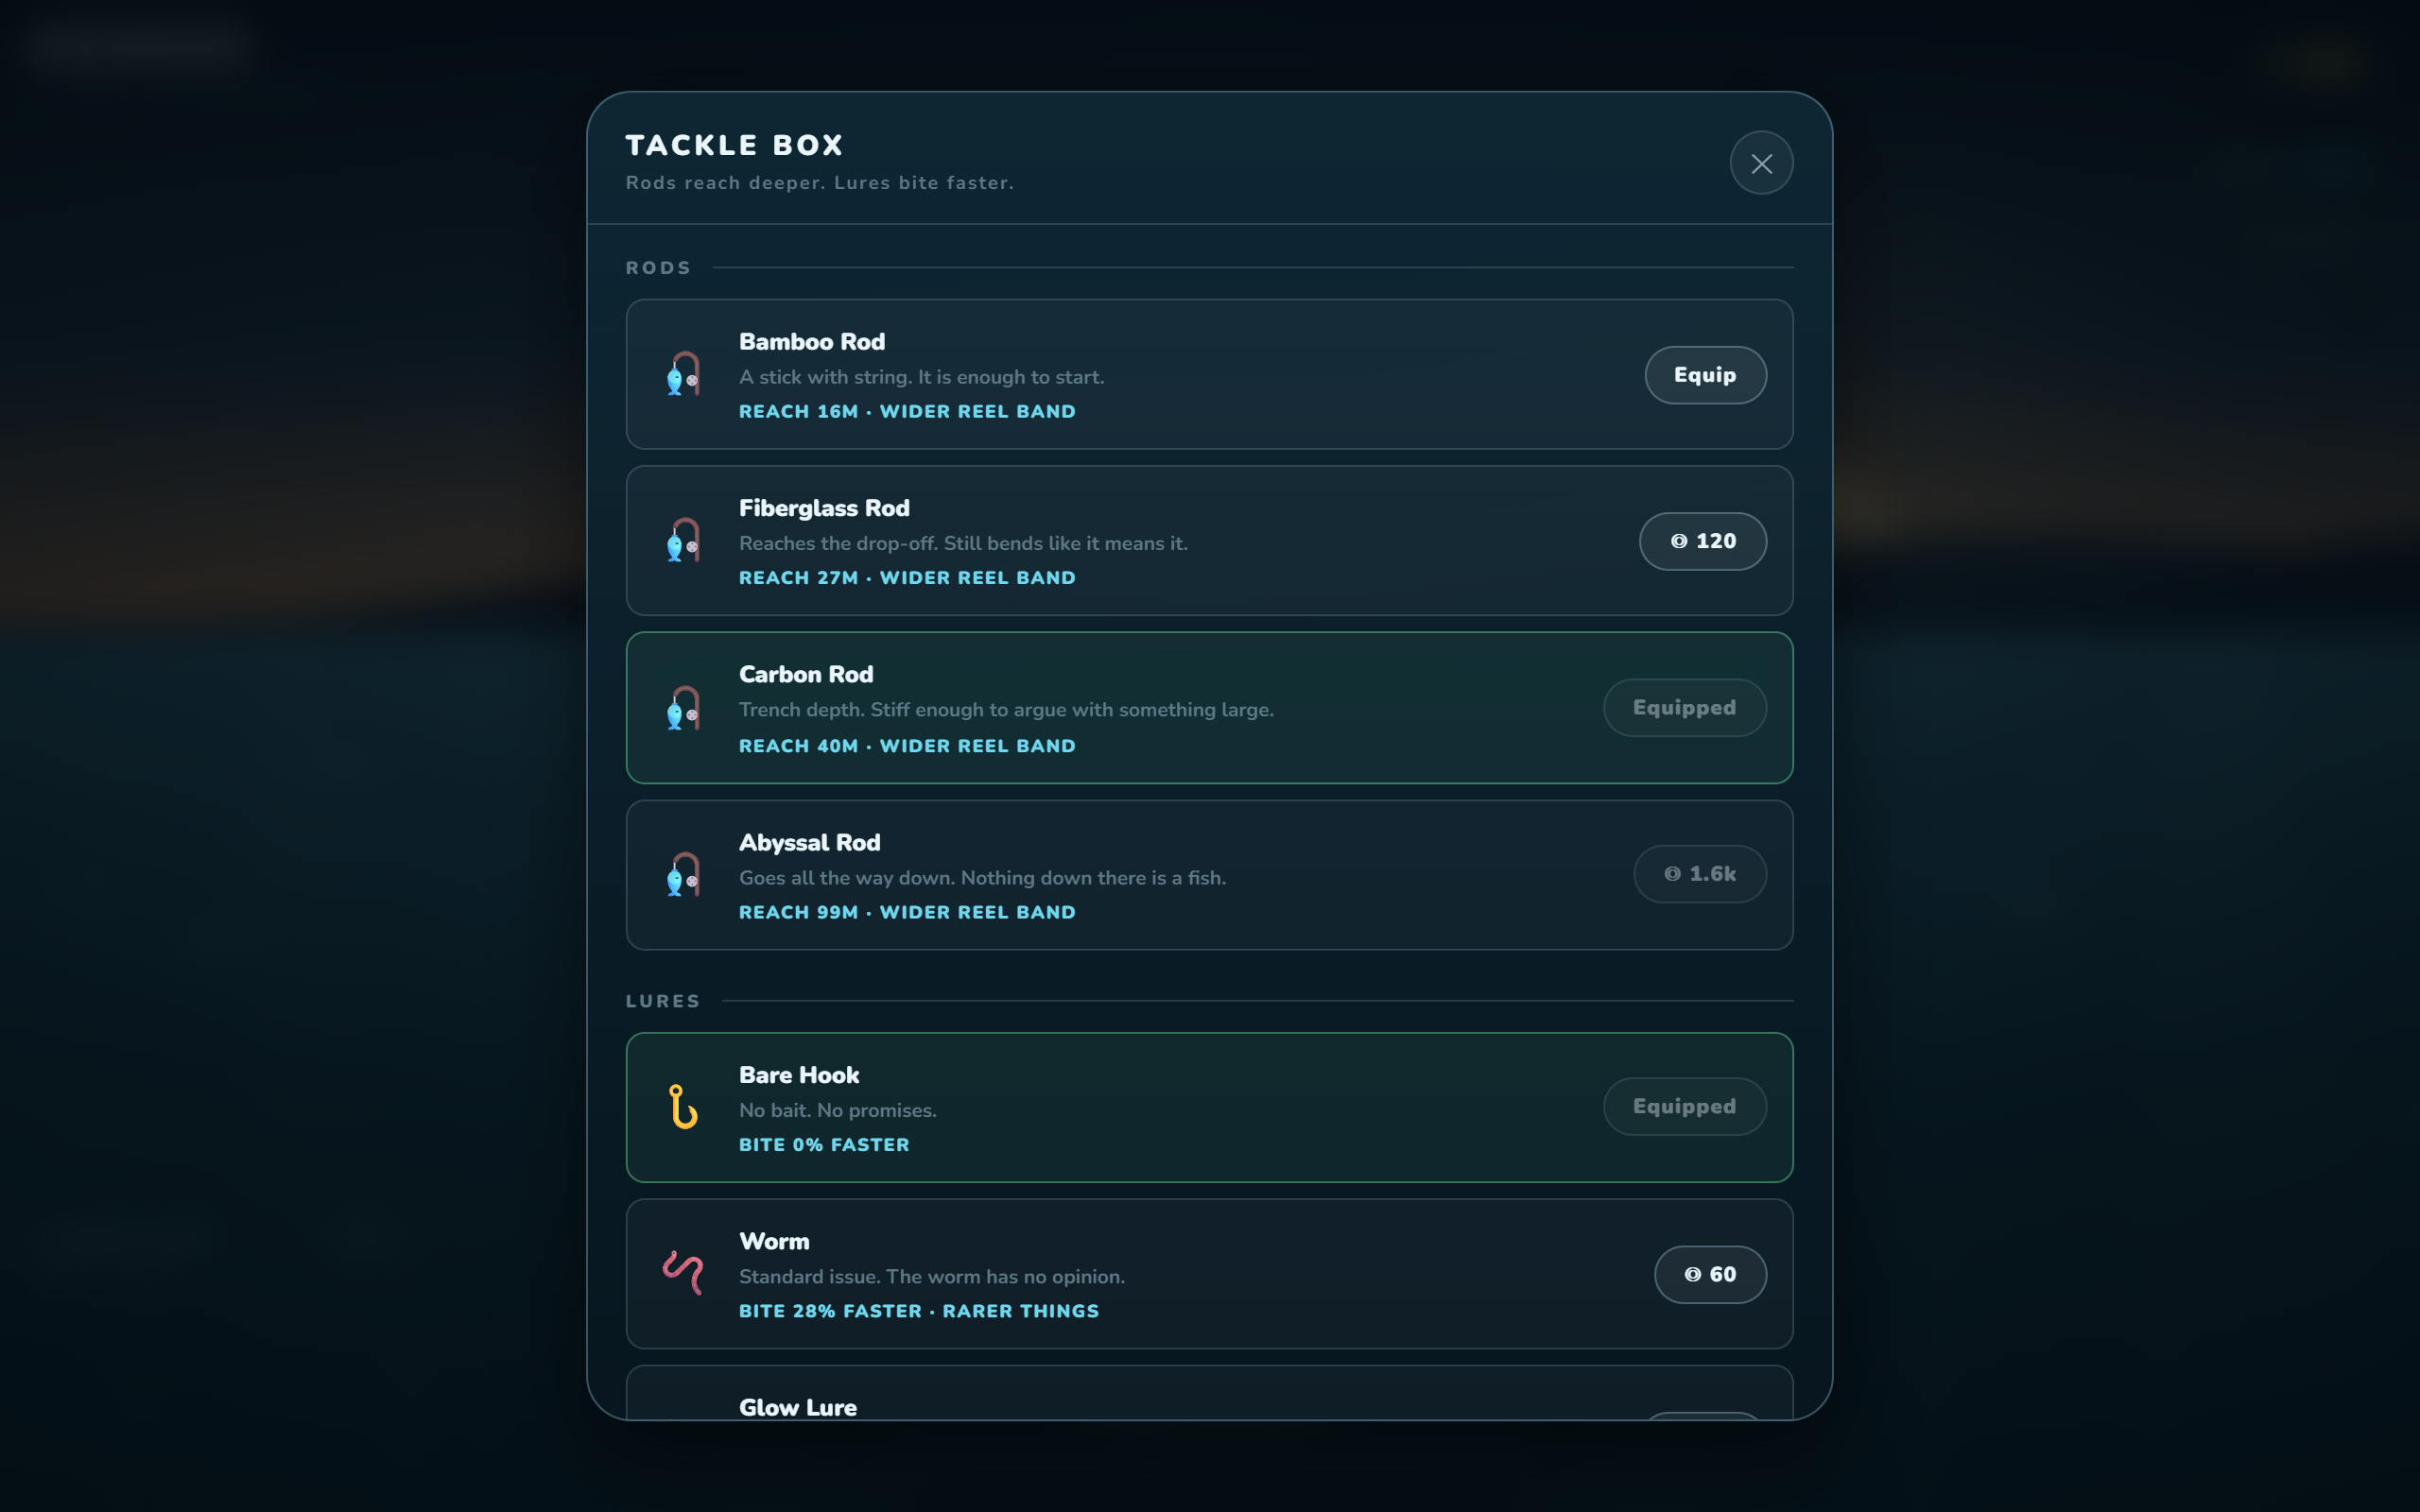 TACKLE BOX
Rods reach deeper. Lures bite faster.
RODS
Bamboo Rod
A stick with string. It is enough to start.
REACH 16M · WIDER REEL BAND
Equip
Fiberglass Rod
Reaches the drop-off. Still bends like it means it.
REACH 27M · WIDER REEL BAND
120
Carbon Rod
Trench depth. Stiff enough to argue with something large.
REACH 40M · WIDER REEL BAND
Equipped
Abyssal Rod
Goes all the way down. Nothing down there is a fish.
REACH 99M · WIDER REEL BAND
1.6k
LURES
Bare Hook
No bait. No promises.
BITE 0% FASTER
Equipped
Worm
Standard issue. The worm has no opinion.
BITE 28% FASTER · RARER THINGS
60
Glow Lure